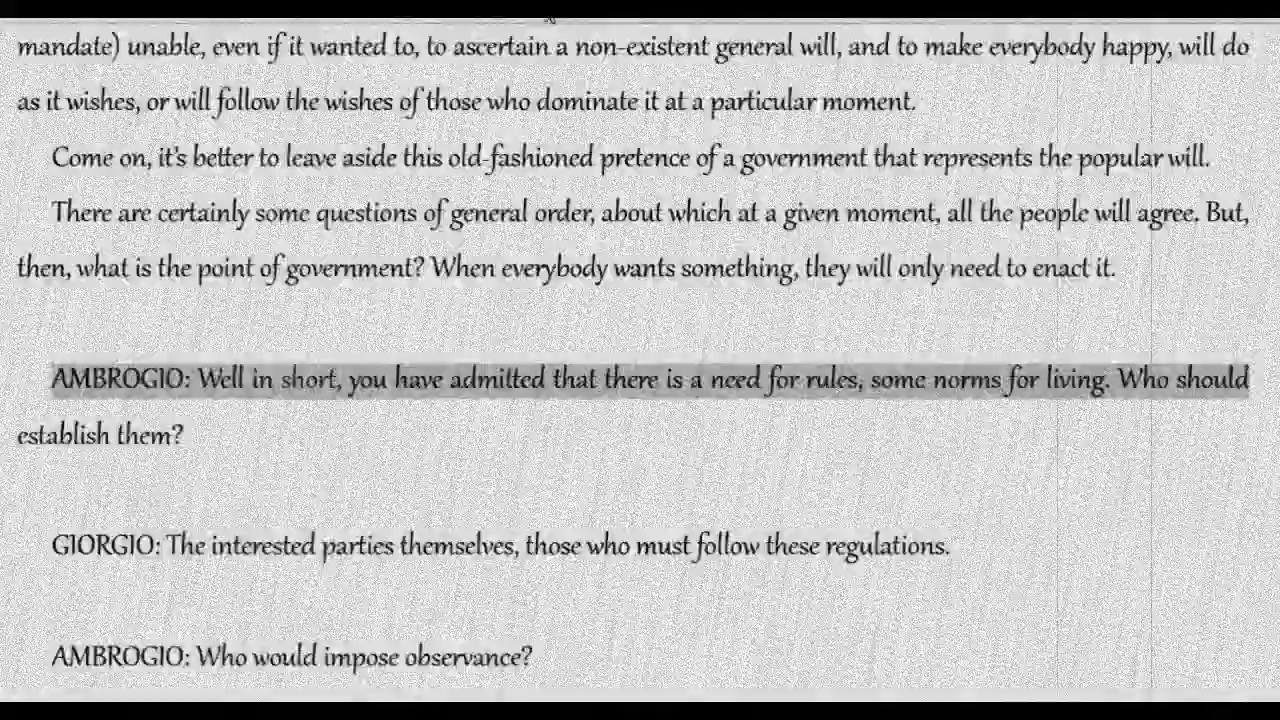 mandate) unable, even if it wanted to, to ascertain a non-existent general will, and to make everybody happy, will do
as it wishes, or will follow the wishes of those who dominate it at a particular moment.
Come on, it's better to leave aside this old-fashioned pretence of a government that represents the popular will.
There are certainly some questions of general order, about which at a given moment, all the people will agree. But,
then, what is the point of government? When everybody wants something, they will only need to enact it.
AMBROGIO: Well in short, you have admitted that there is a need for rules, some norms for living. Who should
establish them?
GIORGIO: The interested parties themselves, those who must follow these regulations.
AMBROGIO: Who would impose observance?